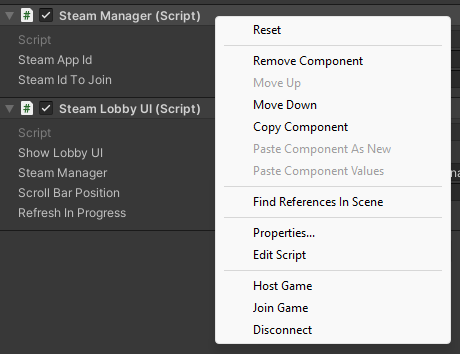 Steam Manager (Script)
Script
Steam App Id
Steam Id To Join
Steam Lobby UI (Script)
Script
Show Lobby UI
Steam Manager
Scroll Bar Position
Refresh In Progress
Reset
Remove Component
Move Up
Move Down
Copy Component
Paste Component As New
Paste Component Values
Find References In Scene
Properties...
Edit Script
Host Game
Join Game
Disconnect